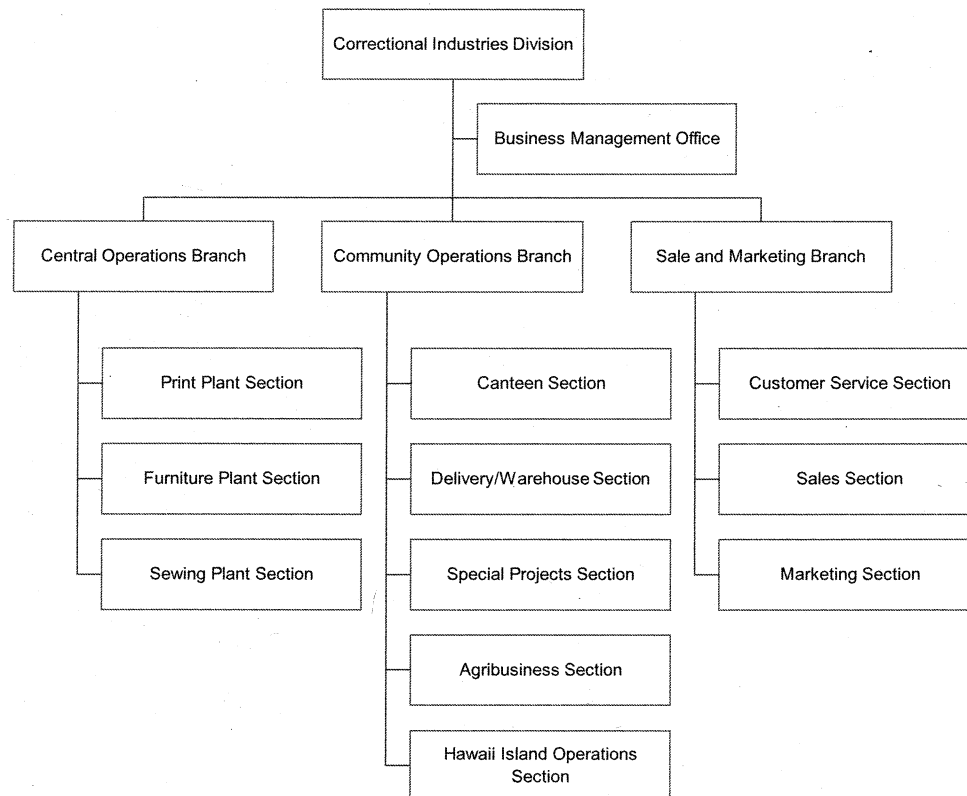 Correctional Industries Division
Business Management Office
Central Operations Branch
Community Operations Branch
Sale and Marketing Branch
Print Plant Section
Canteen Section
Customer Service Section
Furniture Plant Section
Delivery/Warehouse Section
Sales Section
Sewing Plant Section
Special Projects Section
Marketing Section
Agribusiness Section
Hawaii Island Operations
Section